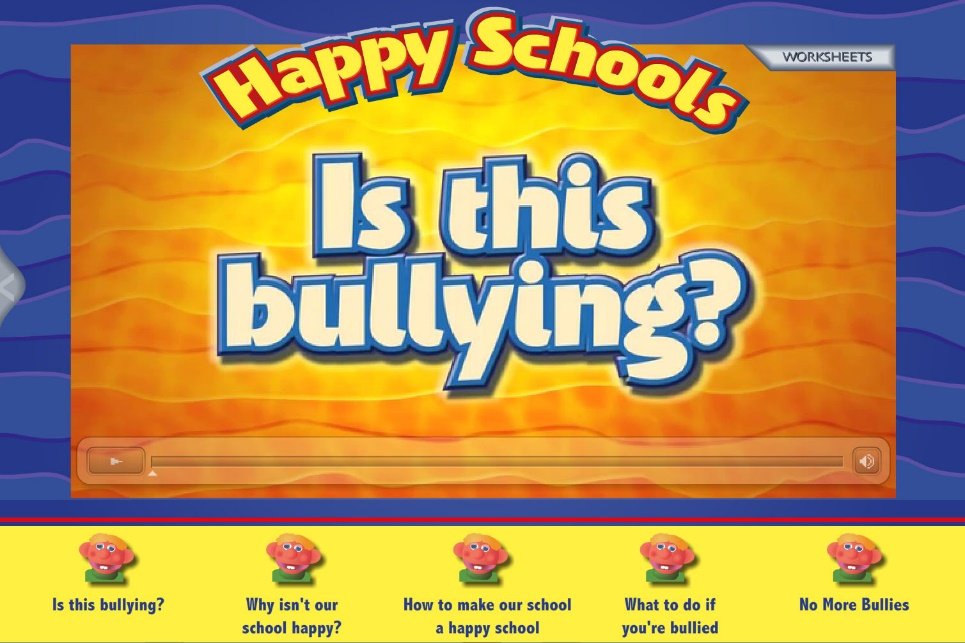 Happy Schools
WORKSHEETS
Is this
bullying?
Is this bullying?
Why isn't our
school happy?
How to make our school
a happy school
What to do if
you're bullied
No More Bullies